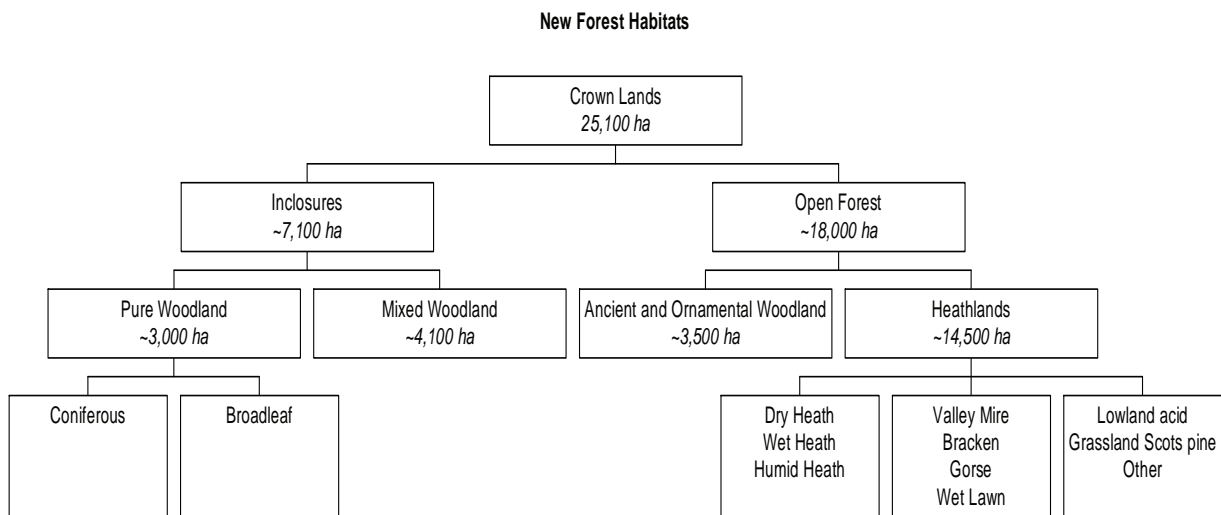 New Forest Habitats
Crown Lands
25,100 ha
Inclosures
~7,100 ha
Open Forest
~18,000 ha
Pure Woodland
~3,000 ha
Mixed Woodland
~4,100 ha
Ancient and Ornamental Woodland
~3,500 ha
Heathlands
~14,500 ha
Coniferous
Broadleaf
Dry Heath
Wet Heath
Humid Heath
Valley Mire
Bracken
Gorse
Wet Lawn
Lowland acid
Grassland Scots pine
Other